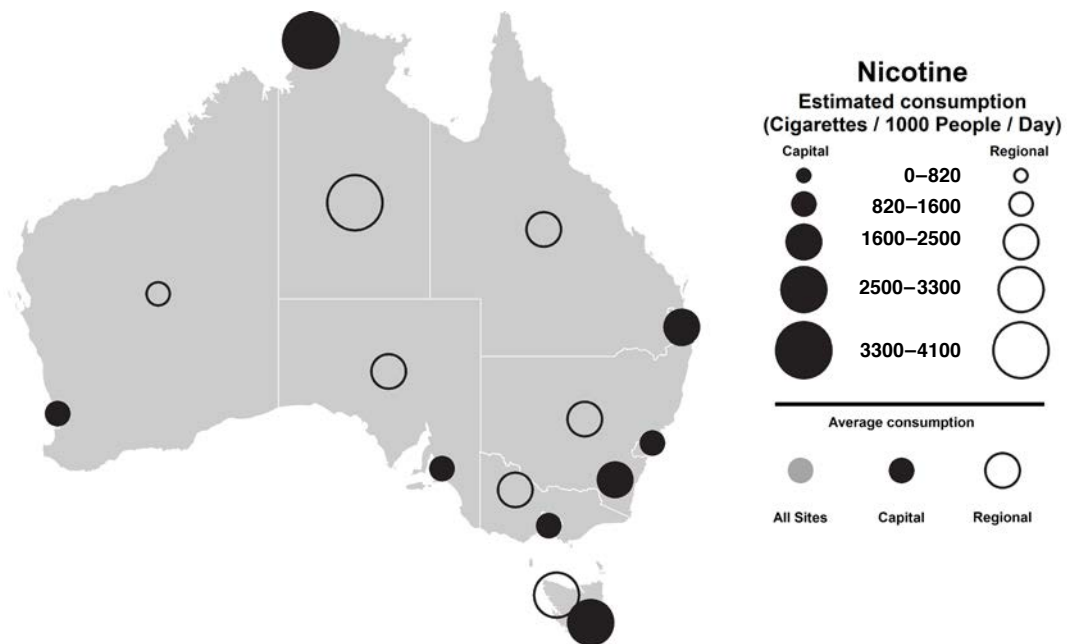 Nicotine
Estimated consumption
(Cigarettes / 1000 People / Day)
Capital Regional
0–820
820–1600
1600–2500
2500–3300
3300–4100
Average consumption
All Sites Capital Regional